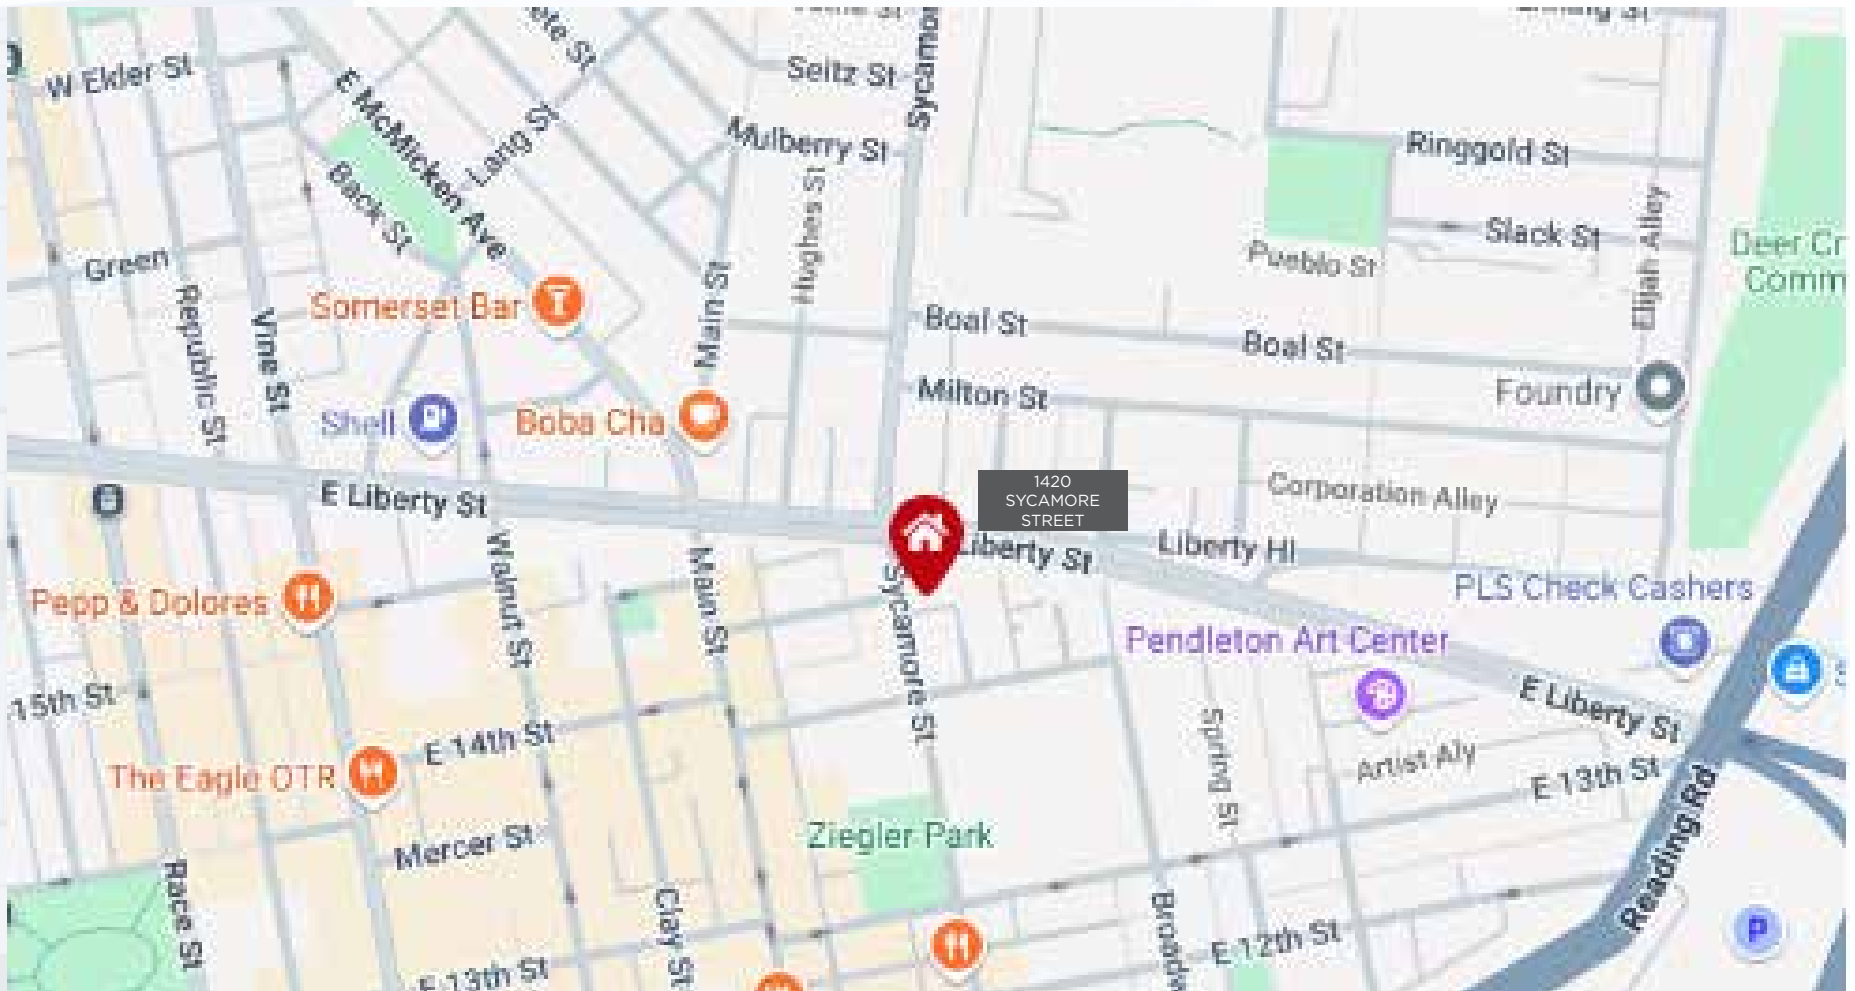 W Elder St
E McMicken Ave
Lang St
Back St
Seitz St
Mulberry St
Ringgold St
Slack St
Elijah Alley
Hughes St
Green
Pueblo St
Deer Cr
Comm
Somerset Bar
Main St
Republic St
Vine St
Boal St
Boal St
Milton St
Foundry
Shell
Boba Cha
E Liberty St
1420
SYCAMORE
STREET
Corporation Alley
Liberty St
Liberty Hl
Walnut St
Main St
Sycamore St
Pepp & Dolores
PLS Check Cashers
Pendleton Art Center
15th St
E 14th St
E Liberty St
Spring St
Artist Aly
E 13th St
The Eagle OTR
Reading Rd
Mercer St
Ziegler Park
Race St
Clay St
E 12th St
P
E 13th St